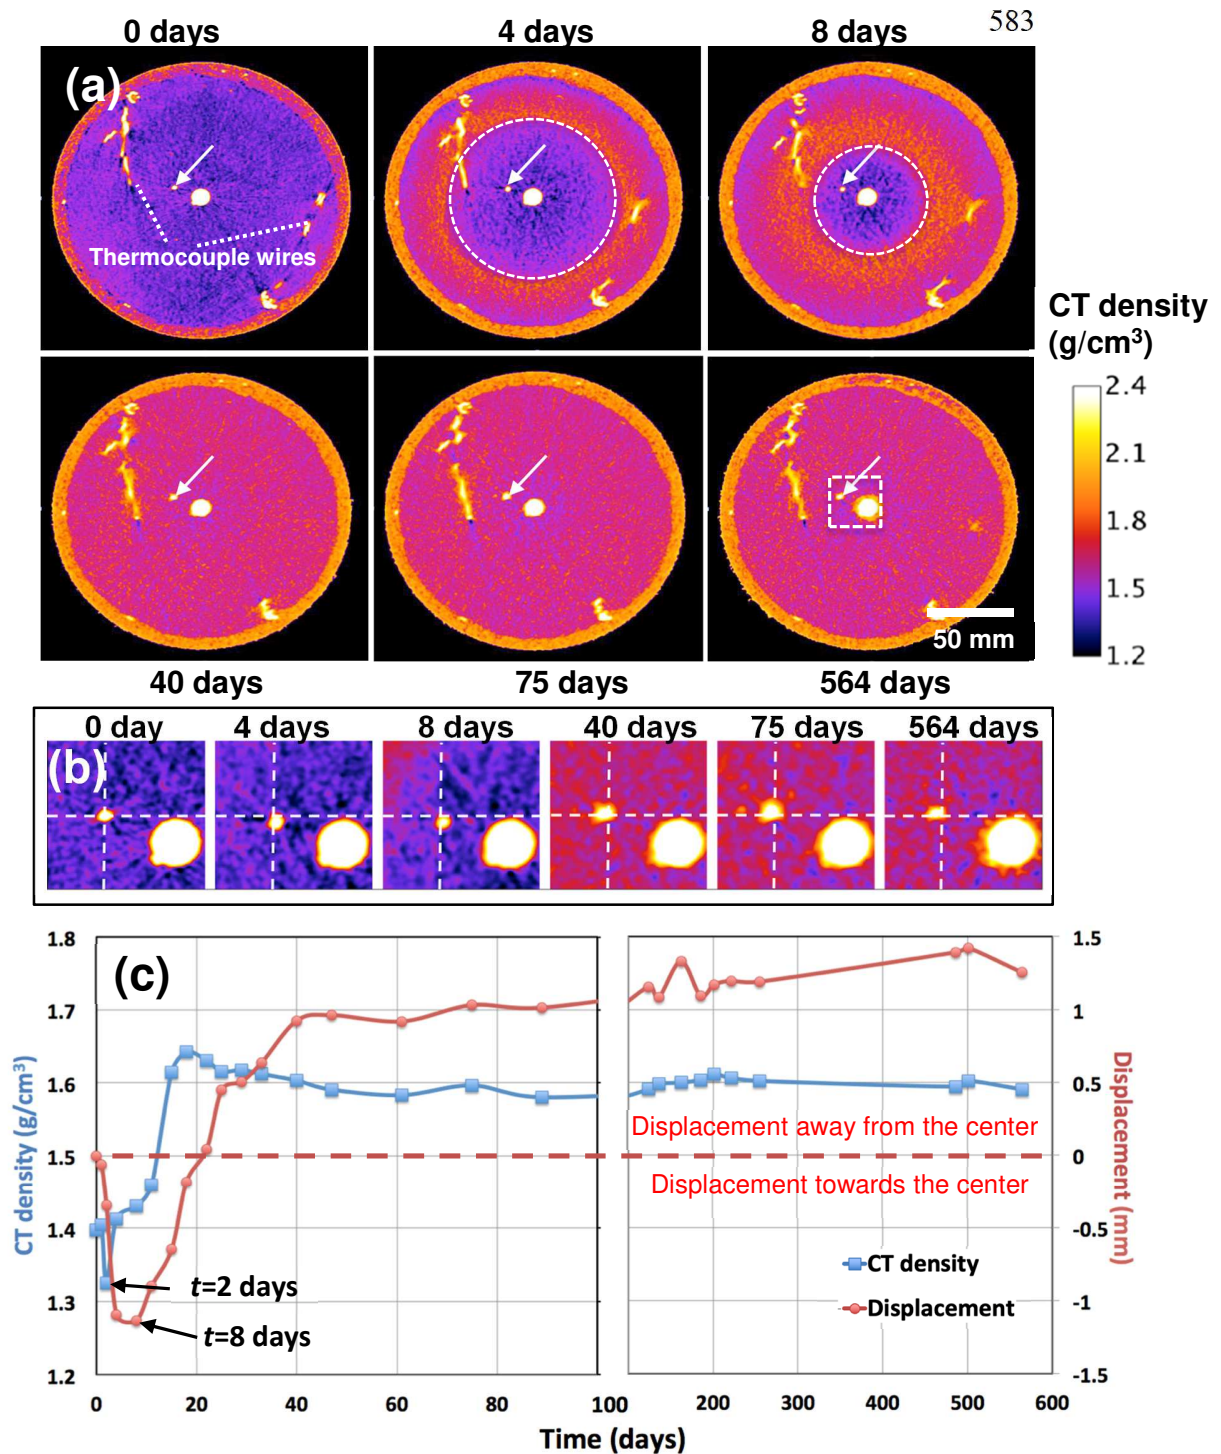 583
0 days 4 days 8 days
(a)
Thermocouple wires
CT density
(g/cm³)
2.4
2.1
1.8
1.5
1.2
50 mm
40 days 75 days 564 days
0 day 4 days 8 days 40 days 75 days 564 days
(b)
(c)
CT density (g/cm³)
1.8
1.7
1.6
1.5
1.4
1.3
1.2
t=2 days
t=8 days
Displacement away from the center
Displacement towards the center
CT density
Displacement
1.5
1
0.5
0
-0.5
-1
-1.5
Displacement (mm)
0 20 40 60 80 100 200 300 400 500 600
Time (days)